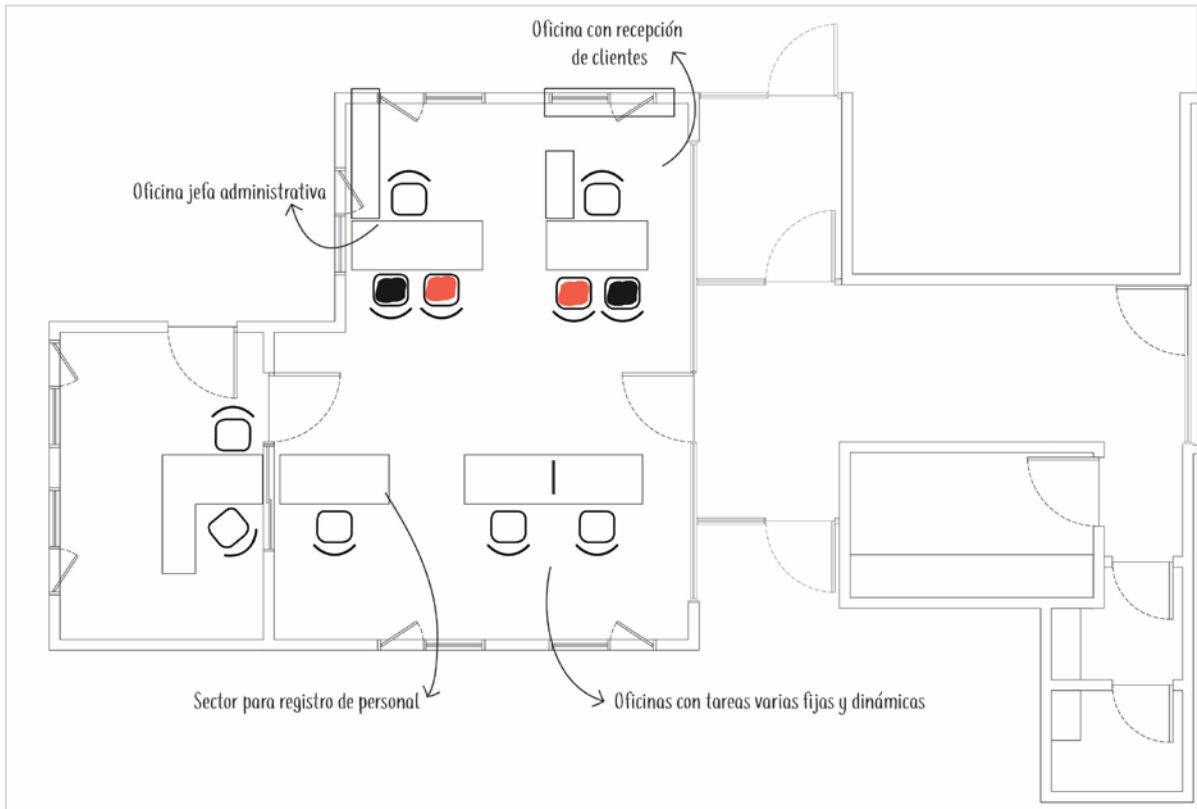 Oficina con recepción
de clientes
Oficina jefa administrativa
Sector para registro de personal
Oficinas con tareas varias fijas y dinámicas